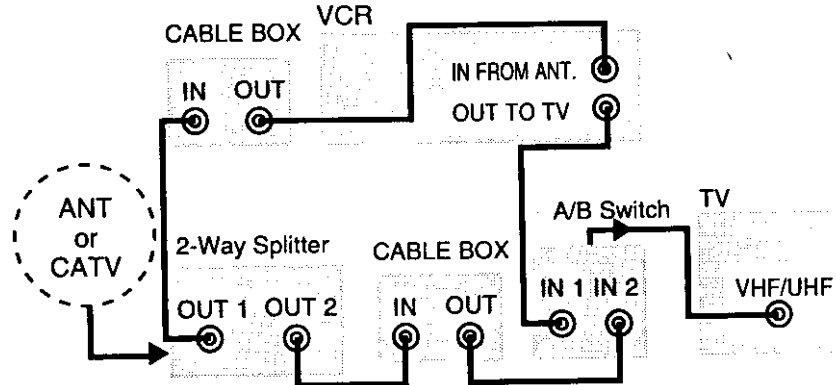 VCR
CABLE BOX
IN FROM ANT.
IN OUT
OUT TO TV
ANT
or
CATV
A/B Switch
TV
2-Way Splitter
CABLE BOX
IN 1 IN 2
VHF/UHF
OUT 1 OUT 2
IN OUT